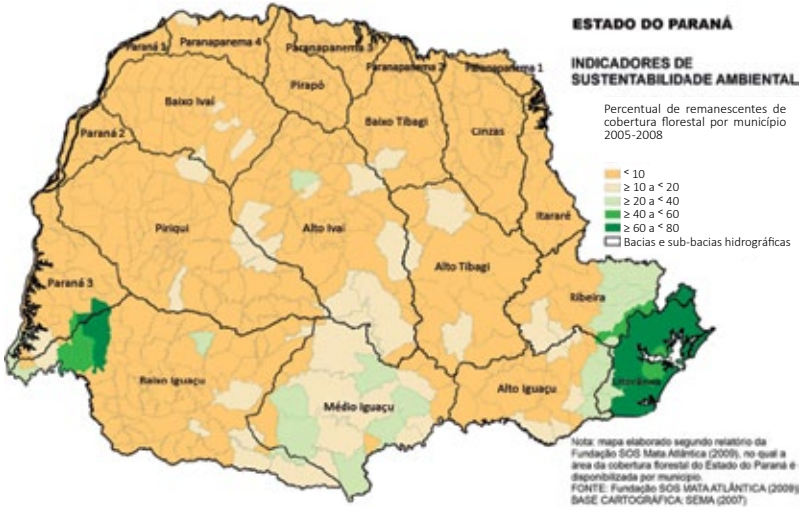 ESTADO DO PARANÁ
INDICADORES DE
SUSTENTABILIDADE AMBIENTAL
Percentual de remanescentes de
cobertura florestal por município
2005-2008
< 10
≥ 10 a < 20
≥ 20 a < 40
≥ 40 a < 60
≥ 60 a < 80
Bacias e sub-bacias hidrográficas
Paraná 1
Paranapanema 4
Paranapanema 3
Paranapanema 2
Paranapanema 1
Pirapó
Baixo Ivaí
Baixo Tibagi
Cinzas
Paraná 2
Itararé
Piriqui
Alto Ivaí
Alto Tibagi
Paraná 3
Ribeira
Baixo Iguaçu
Médio Iguaçu
Alto Iguaçu
Litorânea
Nota: mapa elaborado segundo relatório da
Fundação SOS Mata Atlântica (2009), no qual a
área da cobertura florestal do Estado do Paraná é
disponibilizada por município.
FONTE: Fundação SOS MATA ATLÂNTICA (2009)
BASE CARTOGRÁFICA: SEMA (2007)